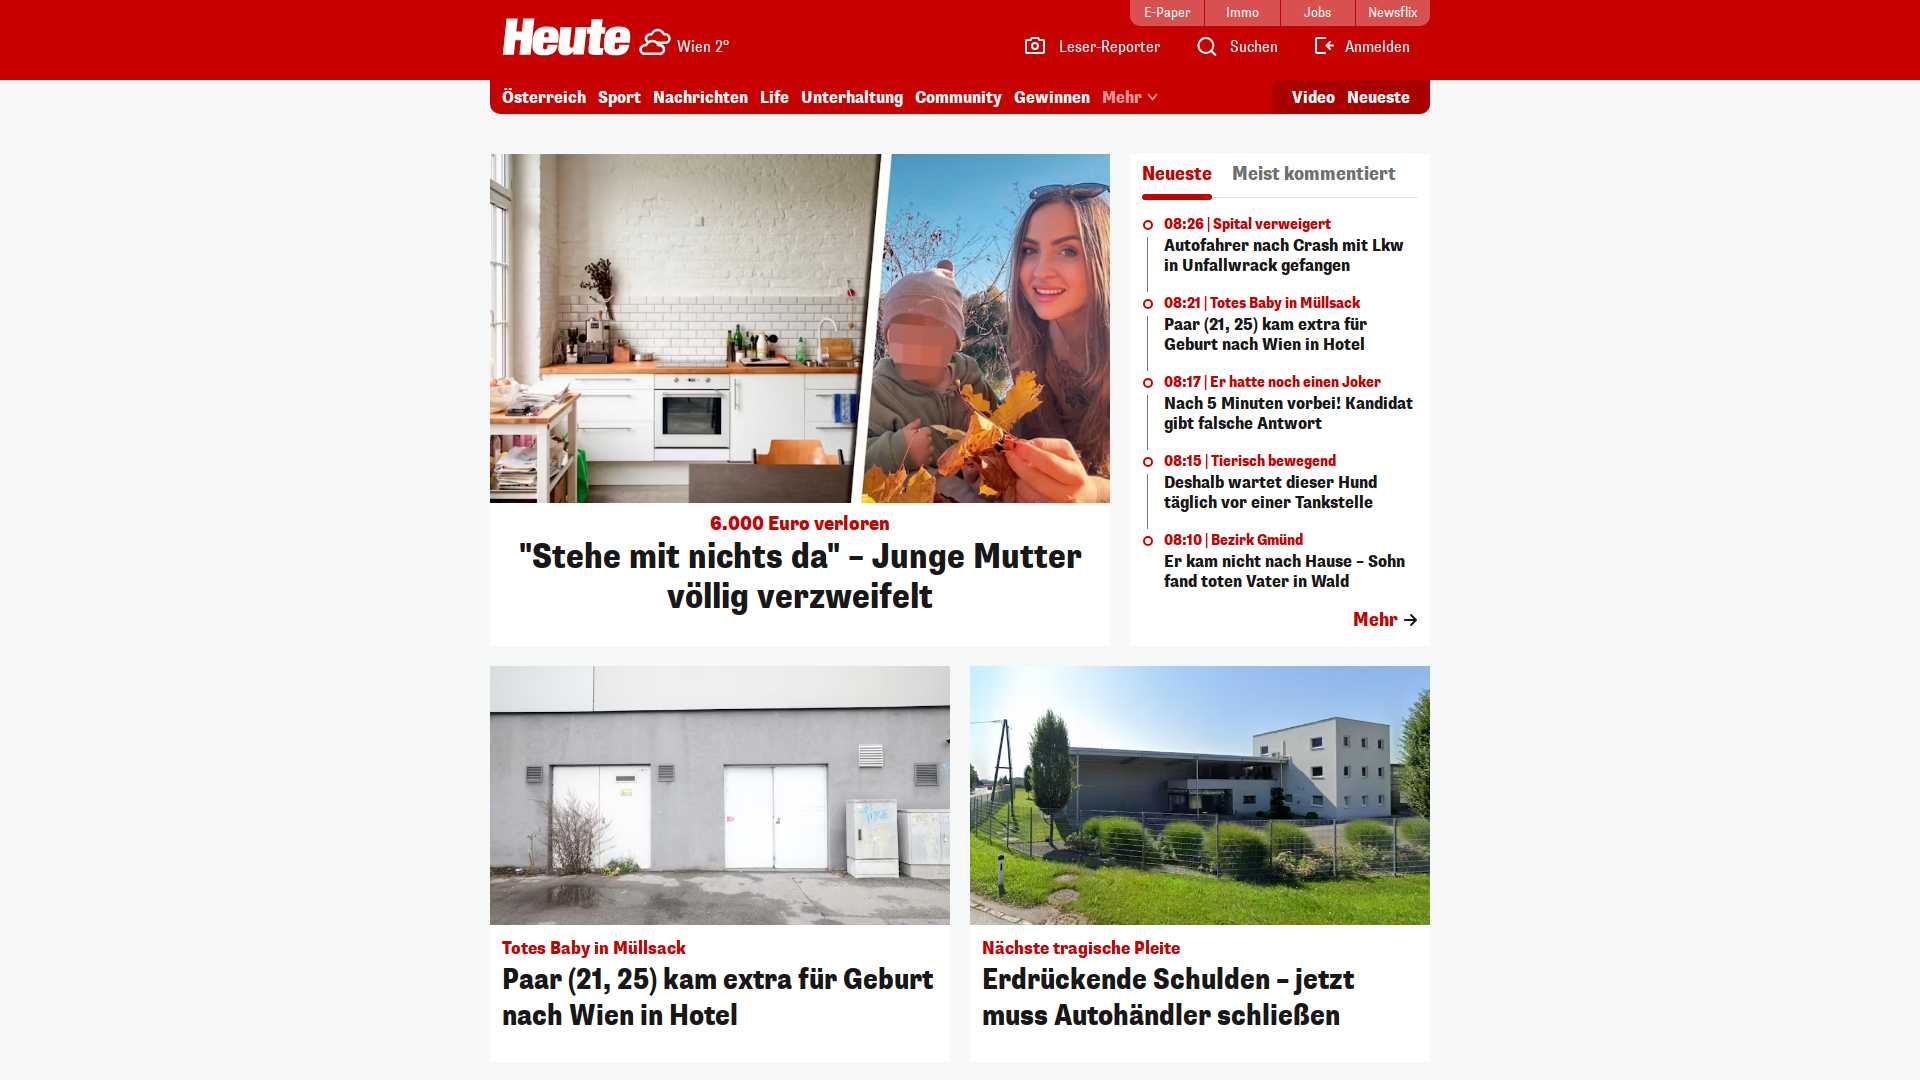 E-Paper
Immo
Jobs
Newsflix
Heute
Wien 2°
Leser-Reporter
Suchen
Anmelden
Österreich Sport Nachrichten Life Unterhaltung Community Gewinnen Mehr
Video Neueste
Neueste Meist kommentiert
08:26 | Spital verweigert
Autofahrer nach Crash mit Lkw
in Unfallwrack gefangen
08:21 | Totes Baby in Müllsack
Paar (21, 25) kam extra für
Geburt nach Wien in Hotel
08:17 | Er hatte noch einen Joker
Nach 5 Minuten vorbei! Kandidat
gibt falsche Antwort
08:15 | Tierisch bewegend
Deshalb wartet dieser Hund
täglich vor einer Tankstelle
08:10 | Bezirk Gmünd
Er kam nicht nach Hause – Sohn
fand toten Vater in Wald
Mehr
6.000 Euro verloren
"Stehe mit nichts da" – Junge Mutter
völlig verzweifelt
Totes Baby in Müllsack
Paar (21, 25) kam extra für Geburt
nach Wien in Hotel
Nächste tragische Pleite
Erdrückende Schulden – jetzt
muss Autohändler schließen